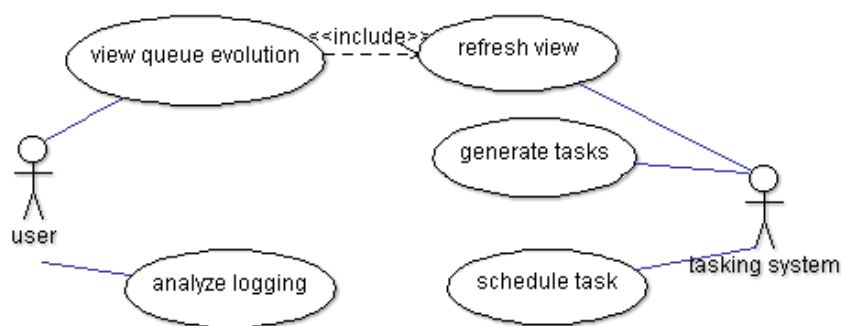 <<include>>
view queue evolution
refresh view
generate tasks
user
tasking system
analyze logging
schedule task